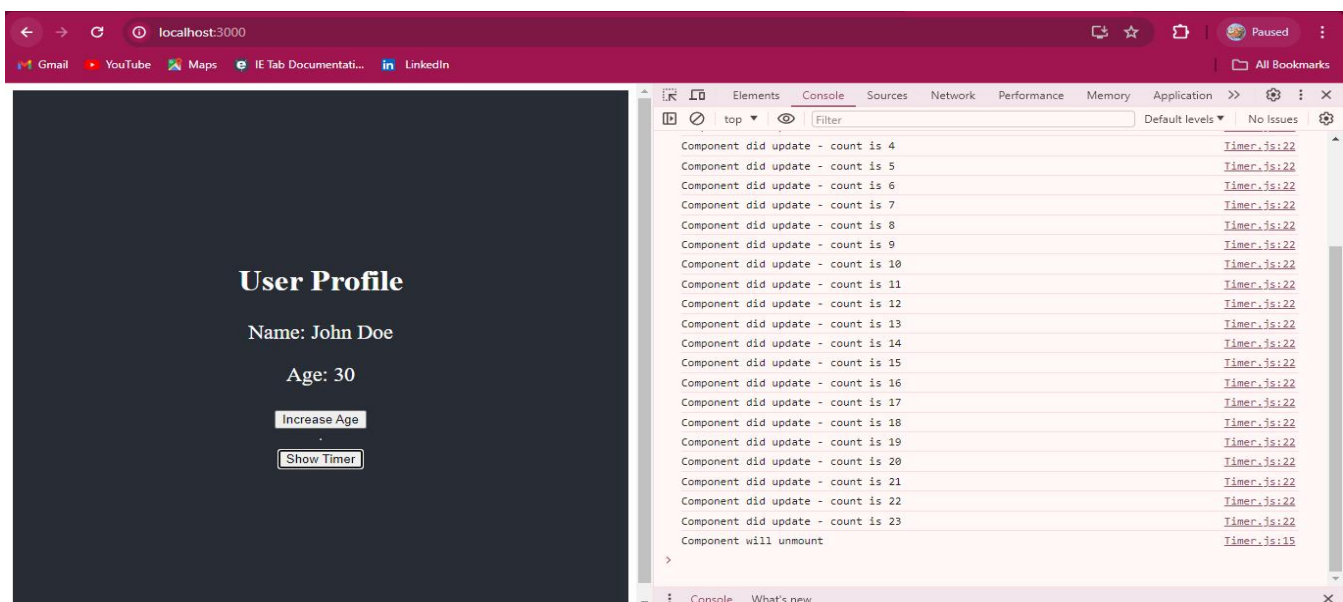 localhost:3000
Paused
Gmail YouTube Maps IE Tab Documentati... LinkedIn
All Bookmarks
Elements Console Sources Network Performance Memory Application
top Filter Default levels No Issues
Component did update - count is 4 Timer.js:22
Component did update - count is 5 Timer.js:22
Component did update - count is 6 Timer.js:22
Component did update - count is 7 Timer.js:22
Component did update - count is 8 Timer.js:22
Component did update - count is 9 Timer.js:22
Component did update - count is 10 Timer.js:22
Component did update - count is 11 Timer.js:22
Component did update - count is 12 Timer.js:22
Component did update - count is 13 Timer.js:22
Component did update - count is 14 Timer.js:22
Component did update - count is 15 Timer.js:22
Component did update - count is 16 Timer.js:22
Component did update - count is 17 Timer.js:22
Component did update - count is 18 Timer.js:22
Component did update - count is 19 Timer.js:22
Component did update - count is 20 Timer.js:22
Component did update - count is 21 Timer.js:22
Component did update - count is 22 Timer.js:22
Component did update - count is 23 Timer.js:22
Component will unmount Timer.js:15
Console What's new
User Profile
Name: John Doe
Age: 30
Increase Age
.
Show Timer